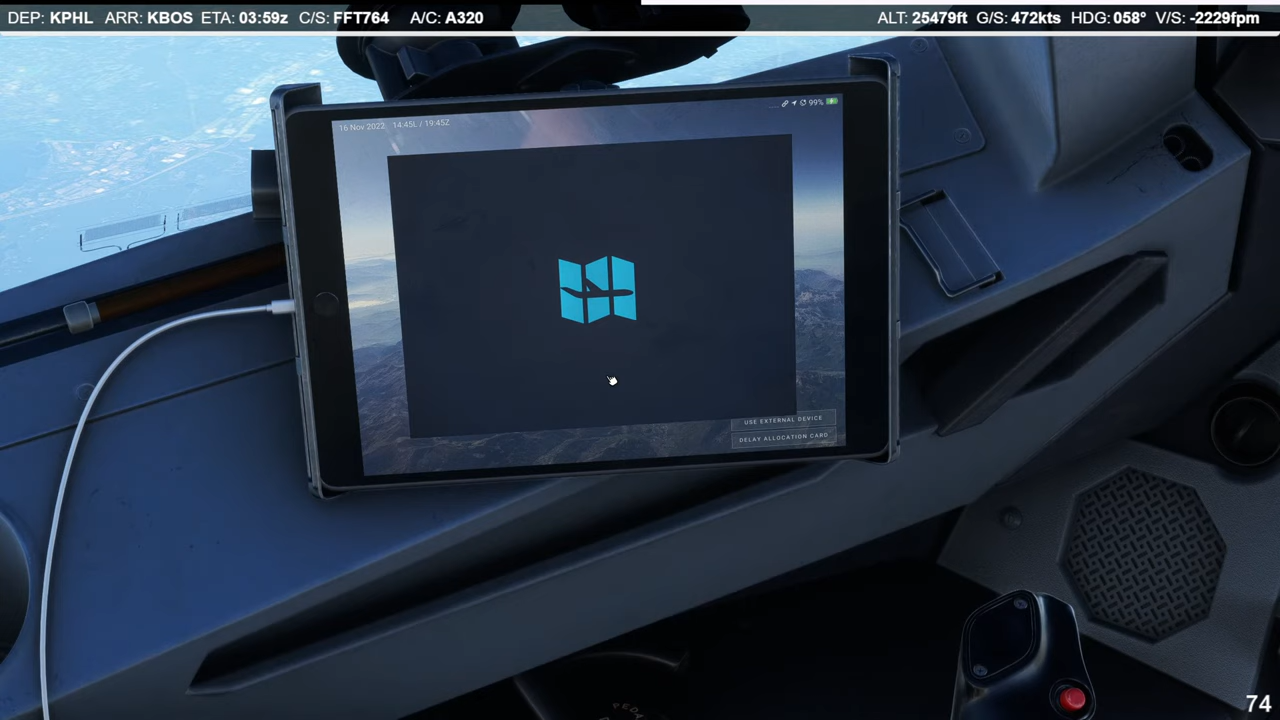 DEP: KPHL ARR: KBOS ETA: 03:59z C/S: FFT764 A/C: A320 ALT: 25479ft G/S: 472kts HDG: 058° V/S: -2229fpm
16 Nov 2022 14:45L / 19:45Z 99%
USE EXTERNAL DEVICE
DELAY ALLOCATION CARD
PEDA
74